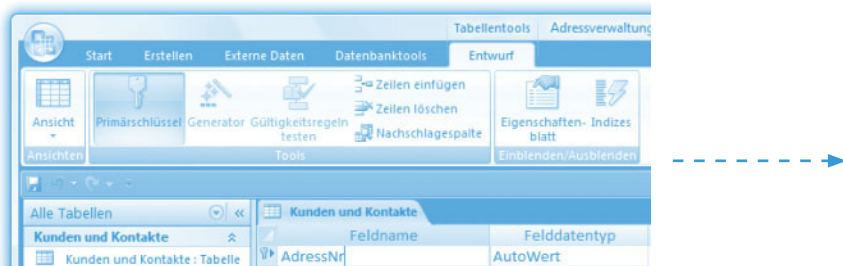 Tabellentools Adressverwaltung
Start Erstellen Externe Daten Datenbanktools Entwurf
Ansicht
Primärschlüssel Generator Gültigkeitsregeln testen
Zeilen einfügen
Zeilen löschen
Nachschlagespalte
Eigenschaften-
blatt
Indizes
Ansichten Tools Einblenden/Ausblenden
Alle Tabellen
Kunden und Kontakte
Kunden und Kontakte : Tabelle
Kunden und Kontakte
Feldname Felddatentyp
AdressNr AutoWert